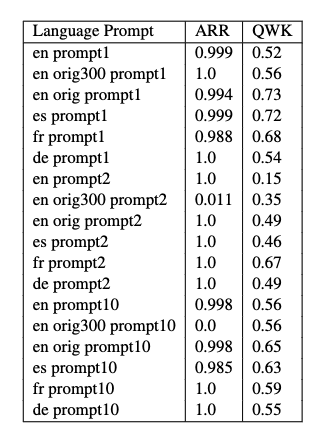 Language Prompt ARR QWK
en prompt1 0.999 0.52
en orig300 prompt1 1.0 0.56
en orig prompt1 0.994 0.73
es prompt1 0.999 0.72
fr prompt1 0.988 0.68
de prompt1 1.0 0.54
en prompt2 1.0 0.15
en orig300 prompt2 0.011 0.35
en orig prompt2 1.0 0.49
es prompt2 1.0 0.46
fr prompt2 1.0 0.67
de prompt2 1.0 0.49
en prompt10 0.998 0.56
en orig300 prompt10 0.0 0.56
en orig prompt10 0.998 0.65
es prompt10 0.985 0.63
fr prompt10 1.0 0.59
de prompt10 1.0 0.55